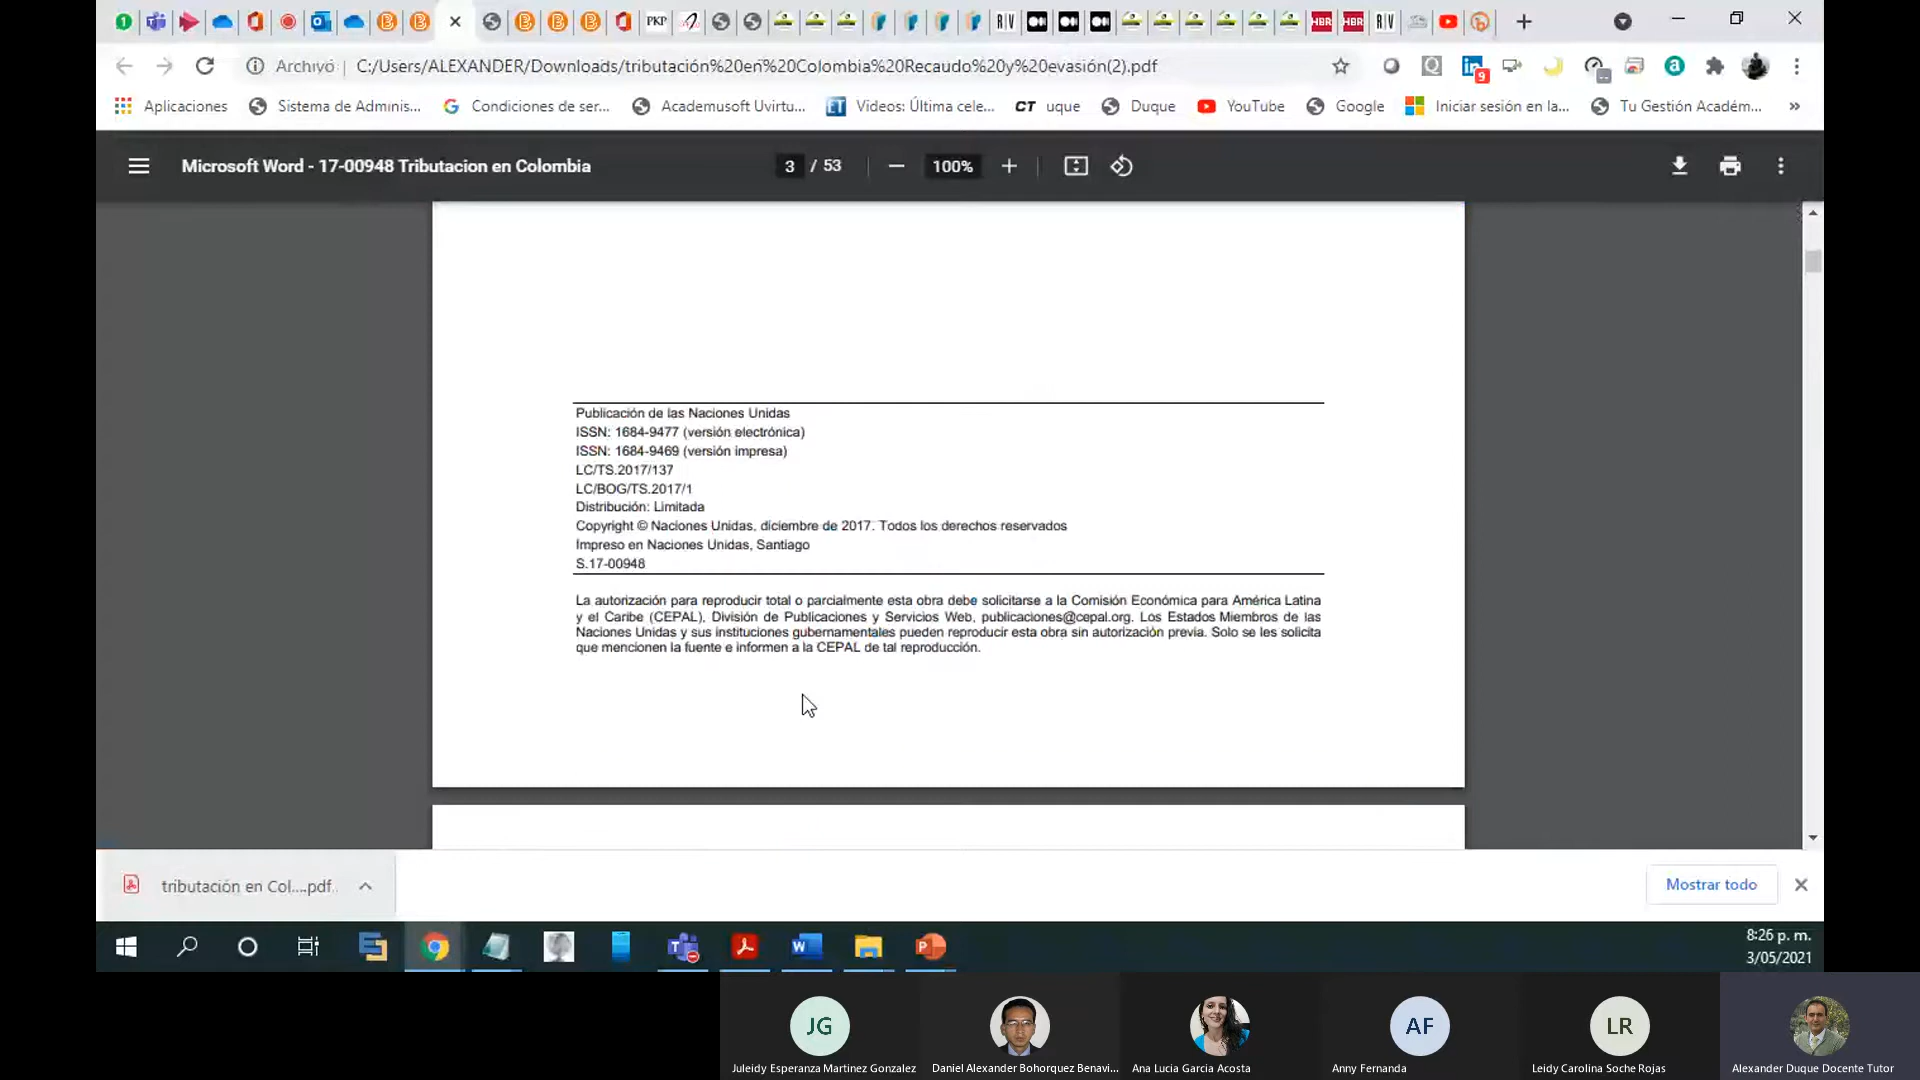 PKP
R|V
HBR
HBR
R|V
Archivo
C:/Users/ALEXANDER/Downloads/tributación%20en%20Colombia%20Recaudo%20y%20evasión(2).pdf
9
Aplicaciones
Sistema de Adminis...
Condiciones de ser...
Academusoft Uvirtu...
ET Videos: Última cele...
CT uque
Duque
YouTube
Google
Iniciar sesión en la...
Tu Gestión Académ...
»
Microsoft Word - 17-00948 Tributacion en Colombia
3 / 53
100%
Publicación de las Naciones Unidas
ISSN: 1684-9477 (versión electrónica)
ISSN: 1684-9469 (versión impresa)
LC/TS.2017/137
LC/BOG/TS.2017/1
Distribución: Limitada
Copyright © Naciones Unidas, diciembre de 2017. Todos los derechos reservados
Impreso en Naciones Unidas, Santiago
S.17-00948
La autorización para reproducir total o parcialmente esta obra debe solicitarse a la Comisión Económica para América Latina
y el Caribe (CEPAL), División de Publicaciones y Servicios Web, publicaciones@cepal.org. Los Estados Miembros de las
Naciones Unidas y sus instituciones gubernamentales pueden reproducir esta obra sin autorización previa. Solo se les solicita
que mencionen la fuente e informen a la CEPAL de tal reproducción.
tributación en Col....pdf
Mostrar todo
8:26 p. m.
3/05/2021
JG
AF
LR
Juleidy Esperanza Martinez Gonzalez
Daniel Alexander Bohorquez Benavi...
Ana Lucia Garcia Acosta
Anny Fernanda
Leidy Carolina Soche Rojas
Alexander Duque Docente Tutor